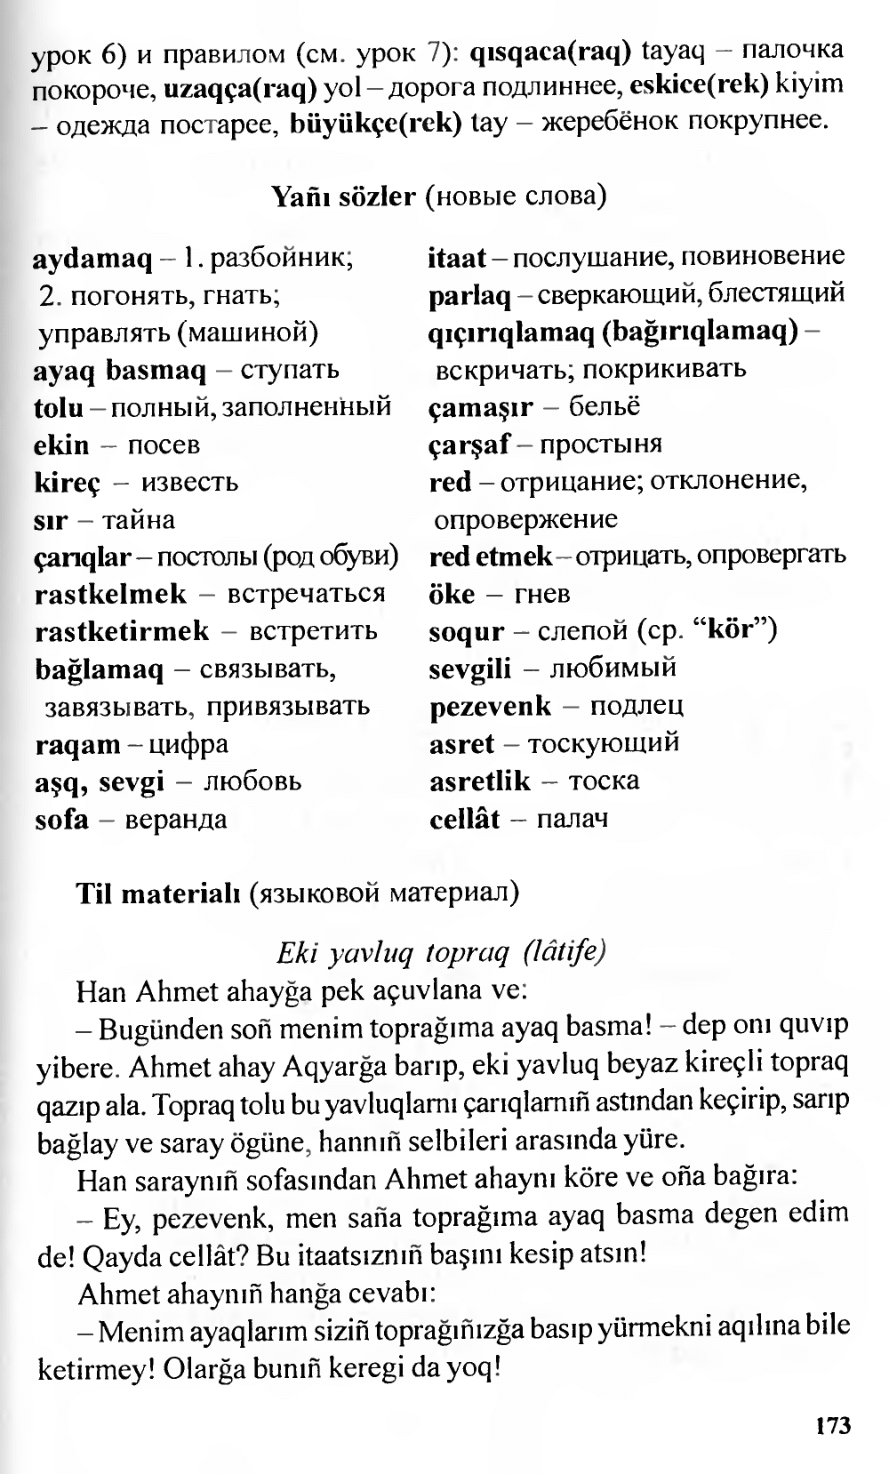 урок 6) и правилом (см. урок 7): qısqaca(raq) tayaq – палочка
покороче, uzaqça(raq) yol – дорога подлиннее, eskice(rek) kiyim
– одежда постарее, büyükçe(rek) tay – жеребёнок покрупнее.
Yañı sözler (новые слова)
aydamaq – 1. разбойник;
2. погонять, гнать;
управлять (машиной)
ayaq basmaq – ступать
tolu – полный, заполненный
ekin – посев
kireç – известь
sır – тайна
çarıqlar – постолы (род обуви)
rastkelmek – встречаться
rastketirmek – встретить
bağlamaq – связывать,
завязывать, привязывать
raqam – цифра
aşq, sevgi – любовь
sofa – веранда
itaat – послушание, повиновение
parlaq – сверкающий, блестящий
qıçırıqlamaq (bağırıqlamaq) –
вскричать; покрикивать
çamaşır – бельё
çarşaf – простыня
red – отрицание; отклонение,
опровержение
red etmek – отрицать, опровергать
öke – гнев
soqur – слепой (ср. “kör”)
sevgili – любимый
pezevenk – подлец
asret – тоскующий
asretlik – тоска
cellât – палач
Til materialı (языковой материал)
Eki yavluq topraq (lâtife)
Han Ahmet ahayğa pek açuvlana ve:
– Bugünden soñ menim toprağıma ayaq basma! – dep onı quvıp
yibere. Ahmet ahay Aqyarğa barıp, eki yavluq beyaz kireçli topraq
qazıp ala. Topraq tolu bu yavluqlarnı çarıqlarnıñ astından keçirip, sarıp
bağlay ve saray ögüne, hannıñ selbileri arasında yüre.
Han saraynıñ sofasından Ahmet ahaynı köre ve oña bağıra:
– Ey, pezevenk, men saña toprağıma ayaq basma degen edim
de! Qayda cellât? Bu itaatsıznıñ başını kesip atsın!
Ahmet ahaynıñ hanğa cevabı:
– Menim ayaqlarım siziñ toprağıñızğa basıp yürmekni aqılına bile
ketirmey! Olarğa bunıñ keregi da yoq!
173